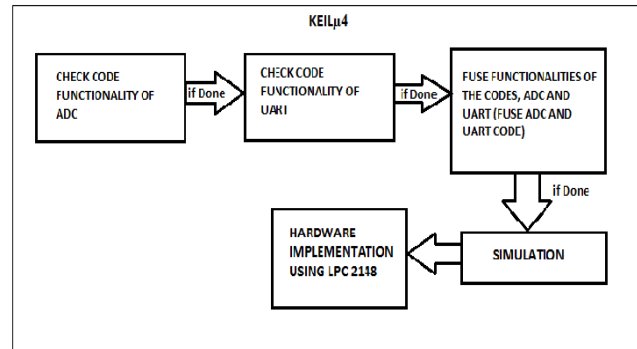 KEILµ4
CHECK CODE
FUNCTIONALITY OF
ADC
if Done
CHECK CODE
FUNCTIONALITY OF
UART
if Done
FUSE FUNCTIONALITIES OF
THE CODES, ADC AND
UART (FUSE ADC AND
UART CODE)
if Done
SIMULATION
HARDWARE
IMPLEMENTATION
USING LPC 2148